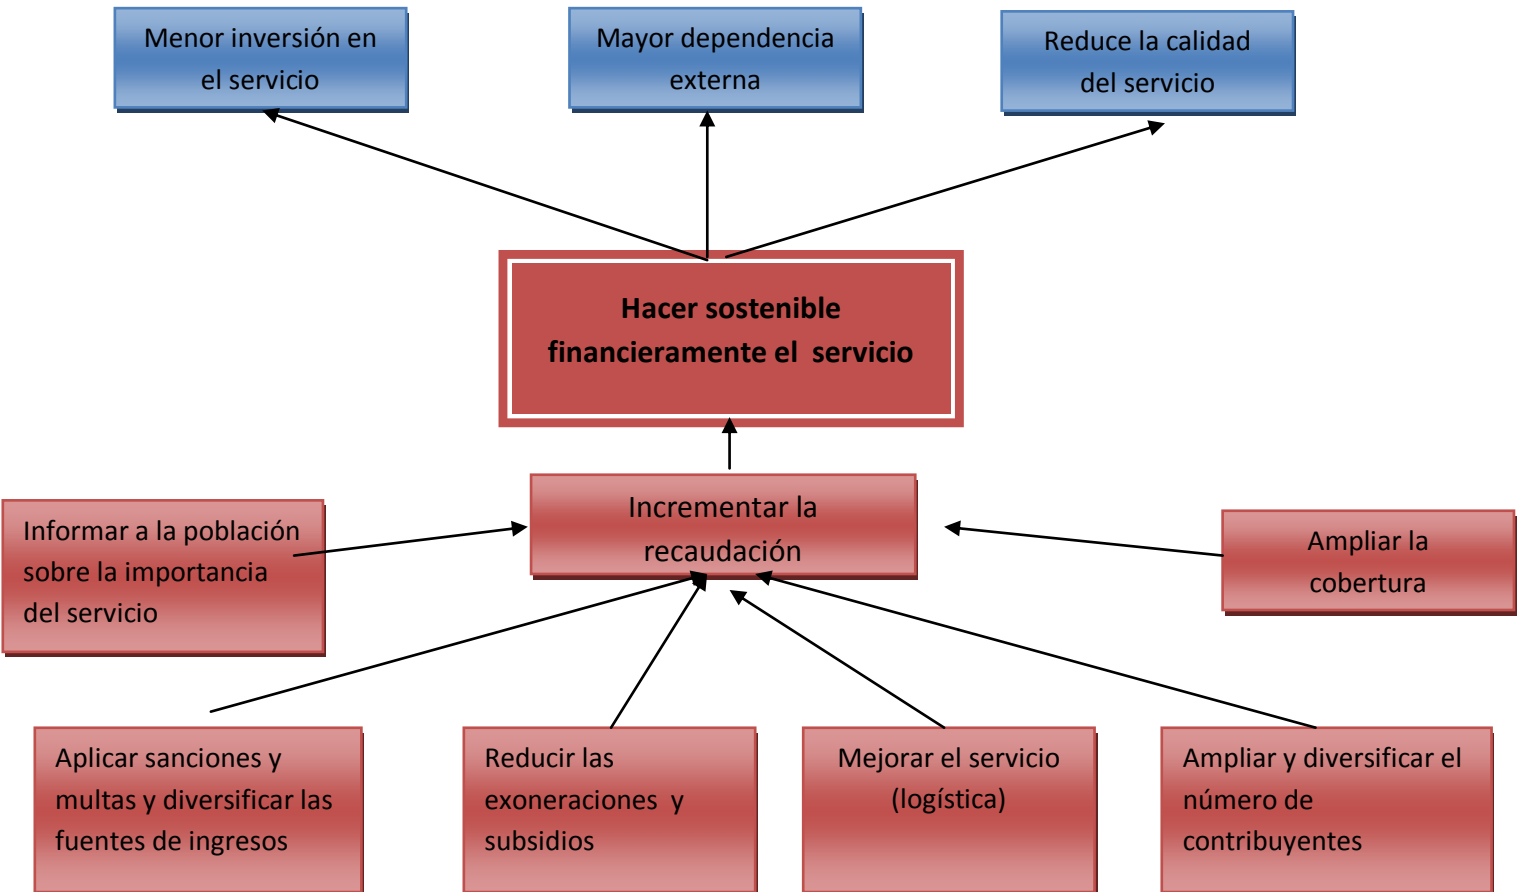 Menor inversión en
el servicio
Mayor dependencia
externa
Reduce la calidad
del servicio
Hacer sostenible
financieramente el  servicio
Incrementar la
recaudación
Informar a la población
sobre la importancia
del servicio
Ampliar la
cobertura
Aplicar sanciones y
multas y diversificar las
fuentes de ingresos
Reducir las
exoneraciones  y
subsidios
Mejorar el servicio
(logística)
Ampliar y diversificar el
número de
contribuyentes